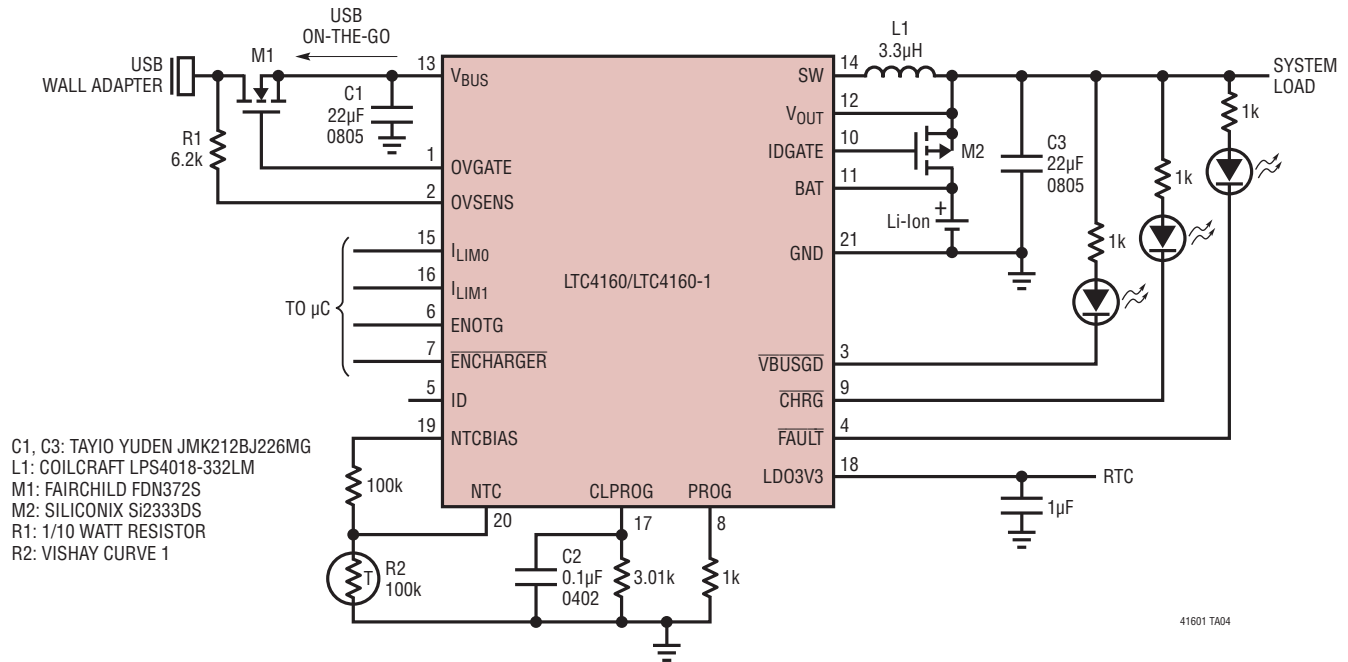 USB
ON-THE-GO
USB
WALL ADAPTER
M1
13
VBUS
C1
22µF
0805
R1
6.2k
1
OVGATE
2
OVSENS
15
ILIM0
16
ILIM1
TO µC
6
ENOTG
7
ENCHARGER
5
ID
19
NTCBIAS
100k
NTC
20
R2
100k
T
CLPROG
17
PROG
8
C2
0.1µF
0402
3.01k
1k
LTC4160/LTC4160-1
SW
14
L1
3.3µH
SYSTEM
LOAD
VOUT
12
IDGATE
10
M2
BAT
11
Li-Ion
+
GND
21
C3
22µF
0805
1k
1k
1k
VBUSGD
3
CHRG
9
FAULT
4
LDO3V3
18
RTC
1µF
C1, C3: TAYIO YUDEN JMK212BJ226MG
L1: COILCRAFT LPS4018-332LM
M1: FAIRCHILD FDN372S
M2: SILICONIX Si2333DS
R1: 1/10 WATT RESISTOR
R2: VISHAY CURVE 1
41601 TA04